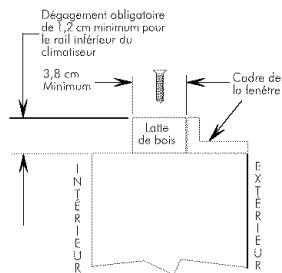 Dégagement obligatoire
de 1,2 cm minimum pour
le rail inférieur du
climatiseur
3,8 cm
Minimum
Cadre de
la fenêtre
Latte
de bois
INTÉRIEUR
EXTÉRIEUR